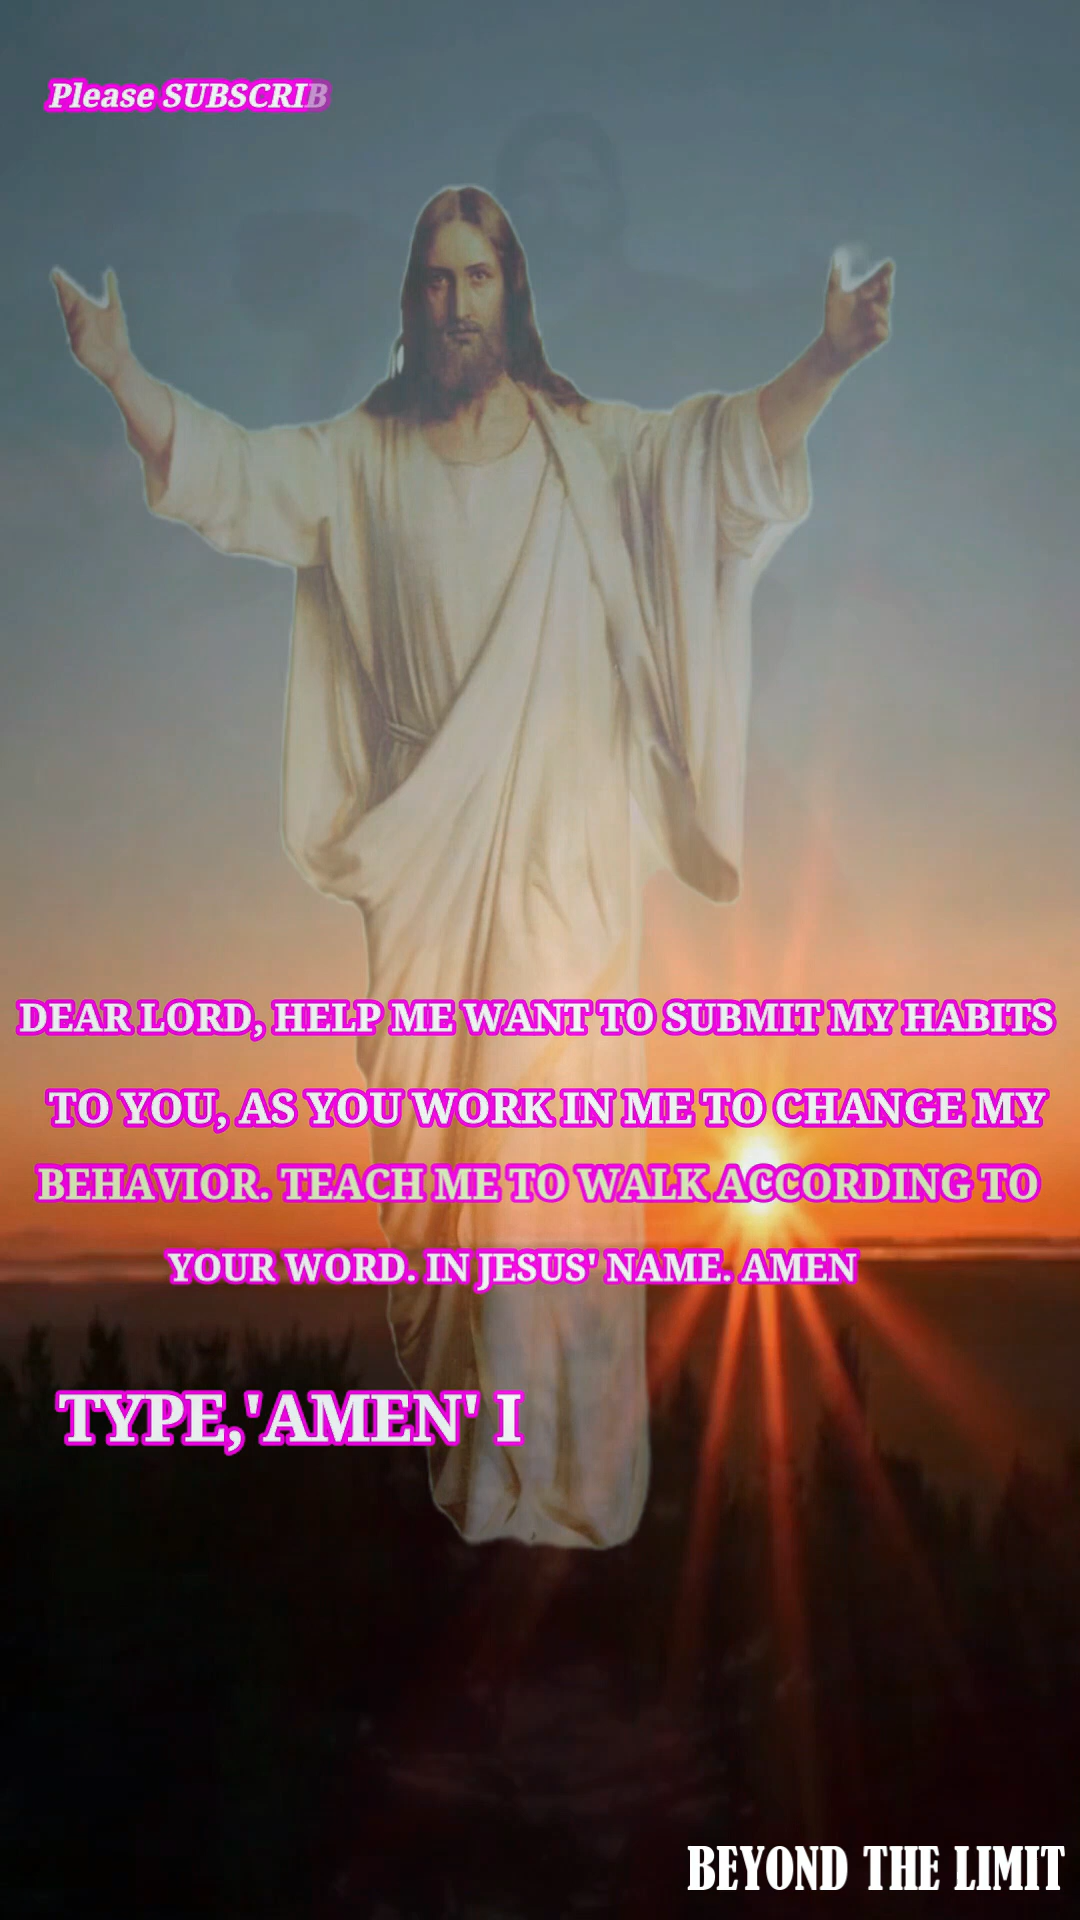 Please SUBSCRIB
DEAR LORD, HELP ME WANT TO SUBMIT MY HABITS
TO YOU, AS YOU WORK IN ME TO CHANGE MY
BEHAVIOR. TEACH ME TO WALK ACCORDING TO
YOUR WORD. IN JESUS' NAME. AMEN
TYPE,'AMEN' I
BEYOND THE LIMIT